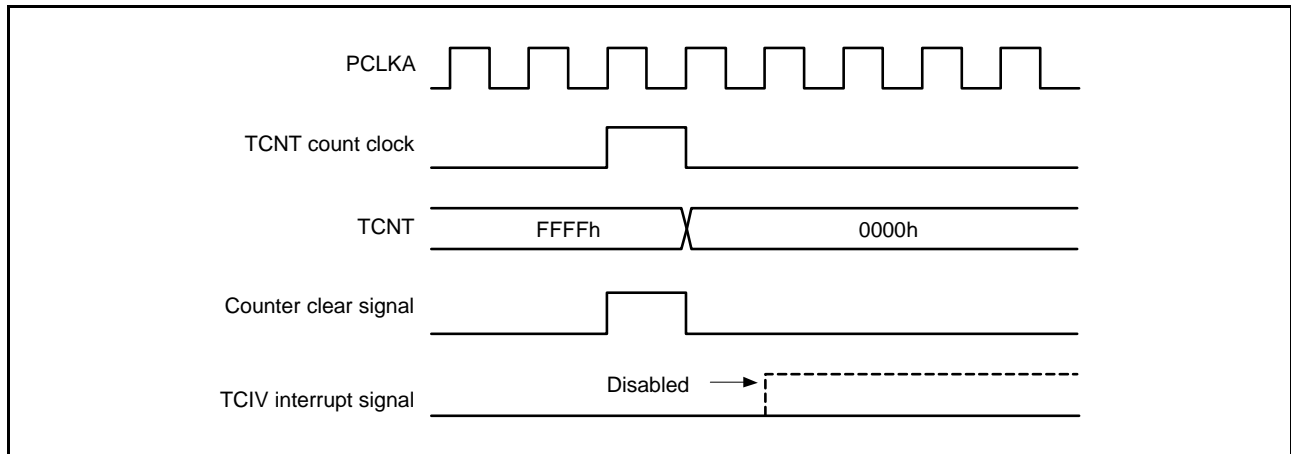 PCLKA
TCNT count clock
TCNT
FFFFh
0000h
Counter clear signal
Disabled
TCIV interrupt signal